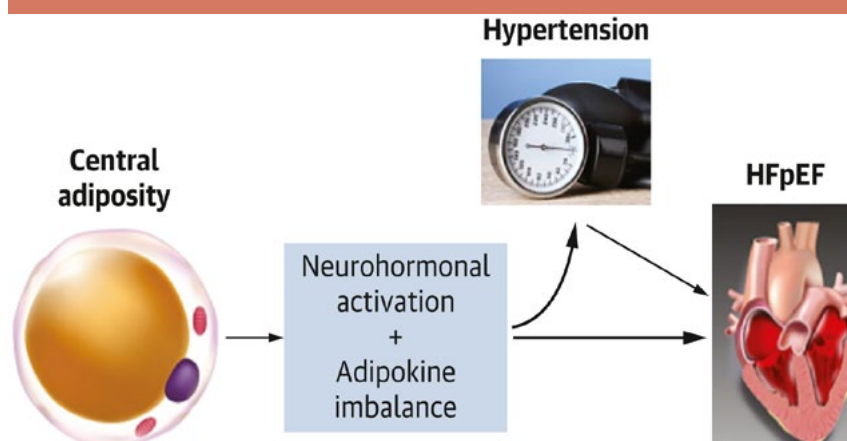 Hypertension
Central
adiposity
HFpEF
Neurohormonal
activation
+
Adipokine
imbalance